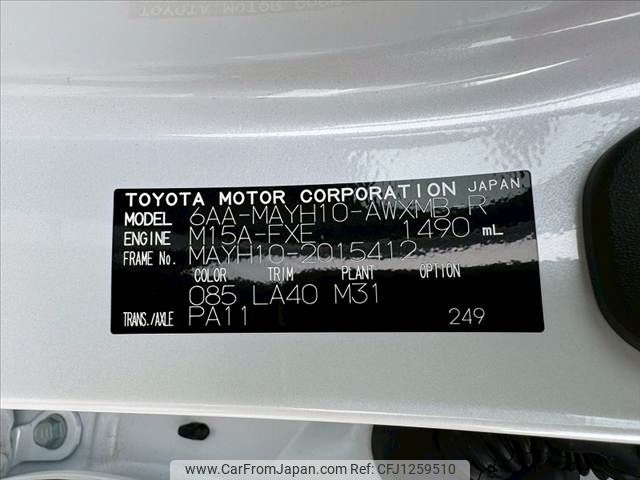 TOYOTA MOTOR CORPORATION JAPAN
MODEL 6AA-MAYH10-AWXMB R
ENGINE M15A-FXE 1490 mL
FRAME No. MAYH10-2015412
COLOR TRIM PLANT OPTION
085 LA40 M31
TRANS./AXLE PA11 249
www.CarFromJapan.com CFJ1259510